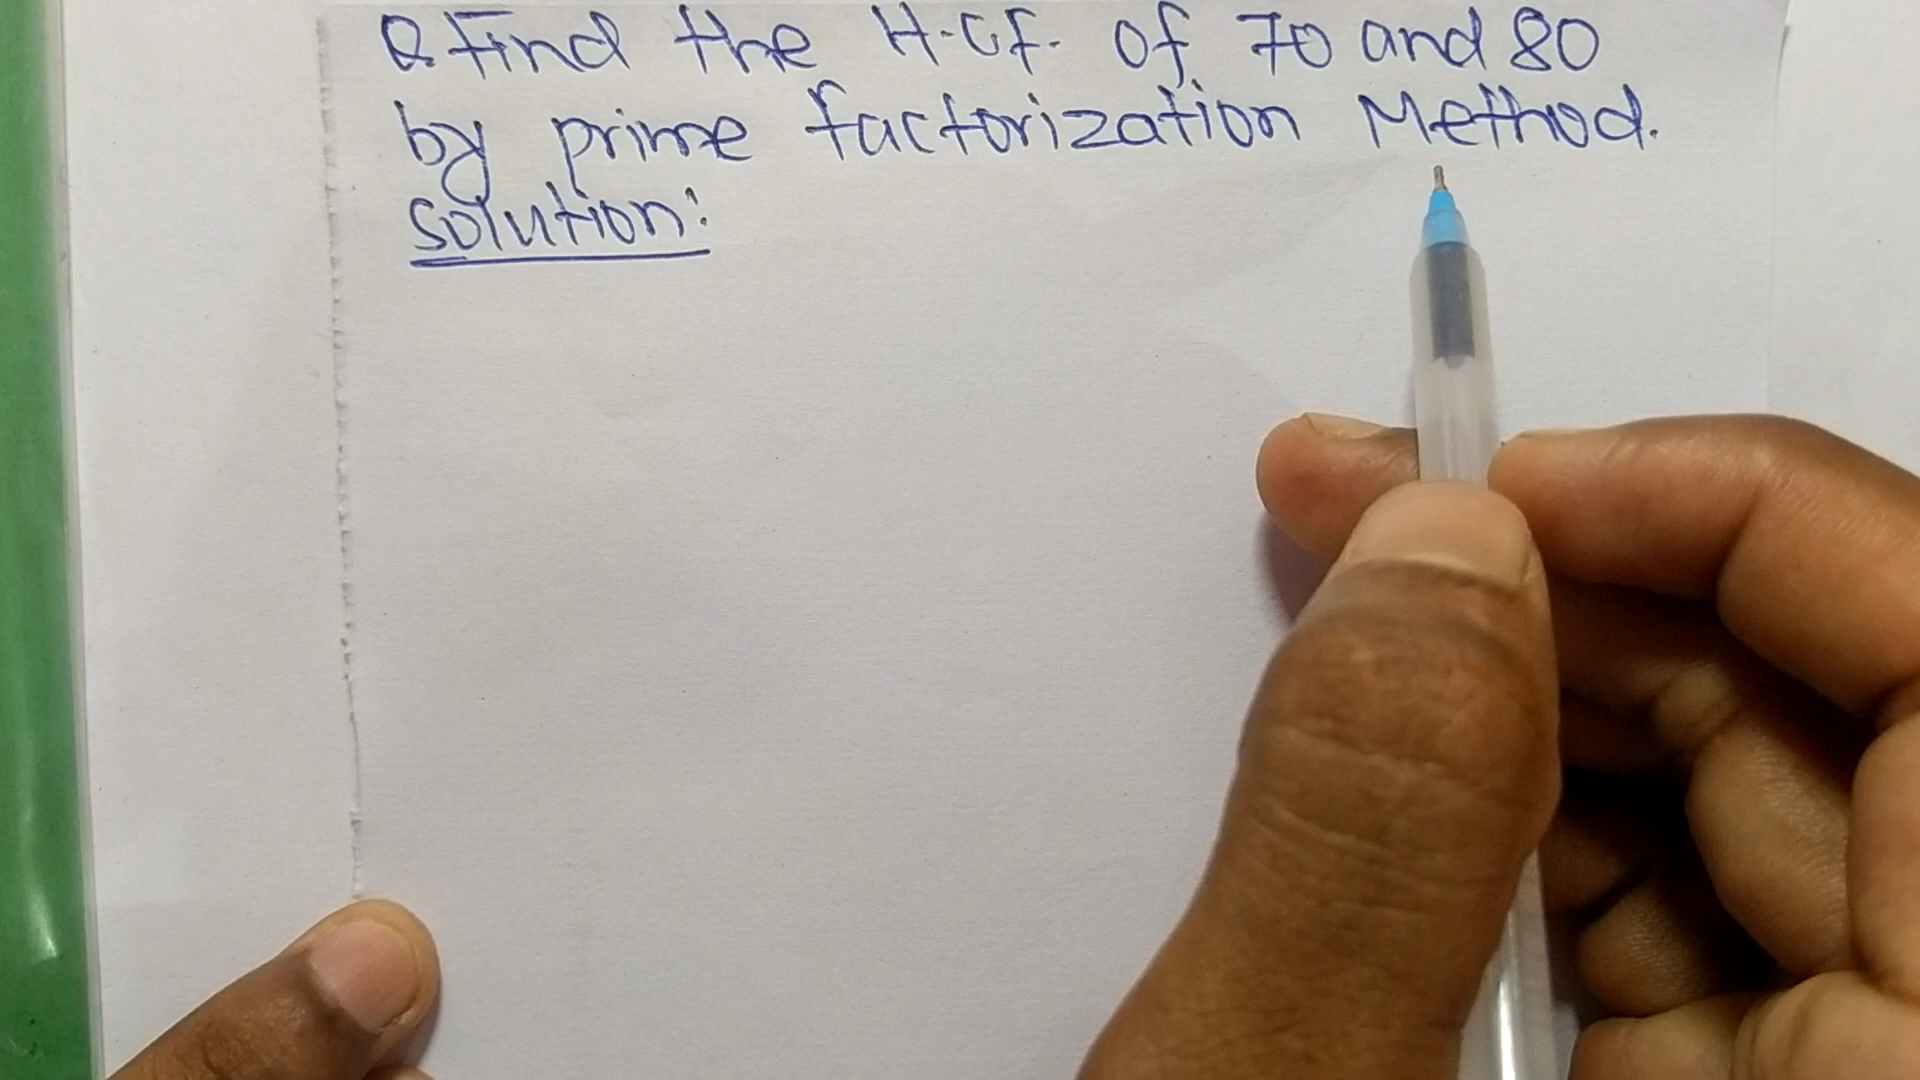 Q Find the H.C.F. of 70 and 80
by prime factorization Method.
solution: